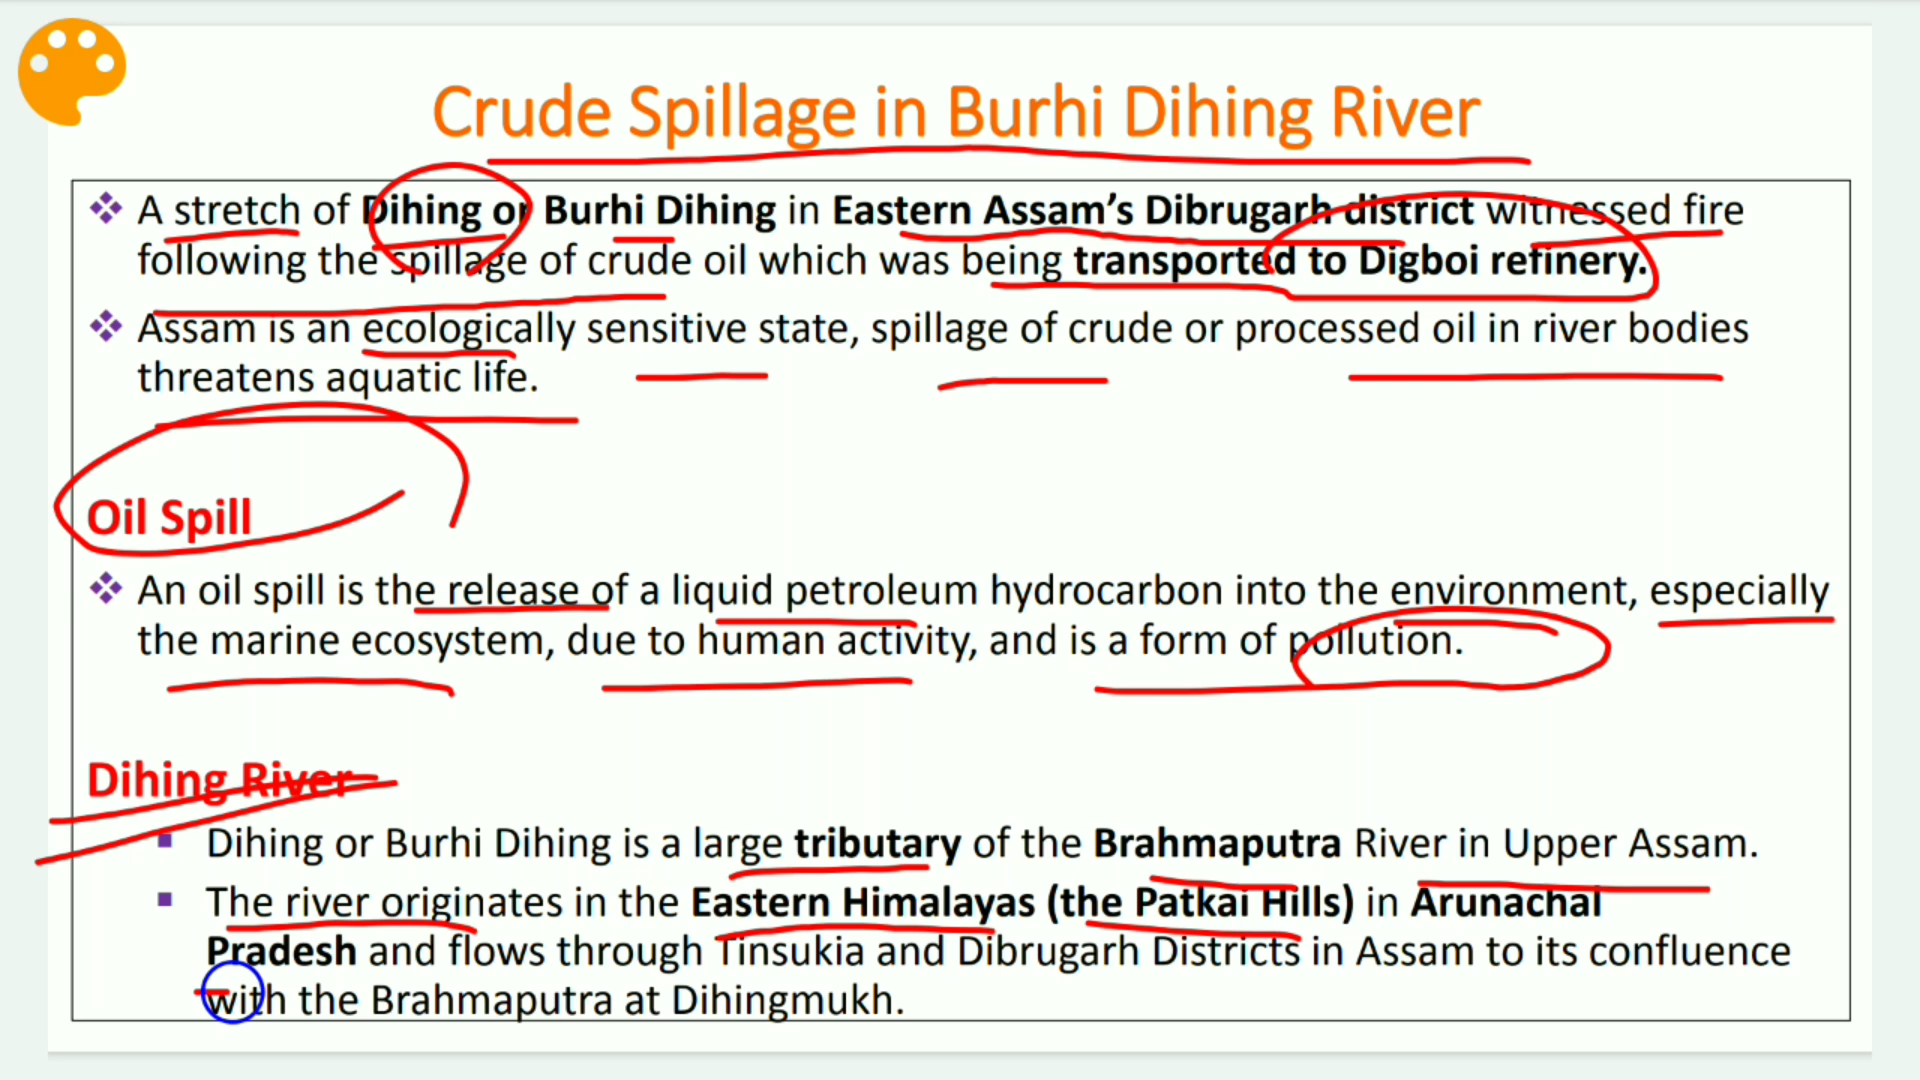 Crude Spillage in Burhi Dihing River
❖ A stretch of Dihing or Burhi Dihing in Eastern Assam’s Dibrugarh district witnessed fire
following the spillage of crude oil which was being transported to Digboi refinery.
❖ Assam is an ecologically sensitive state, spillage of crude or processed oil in river bodies
threatens aquatic life.
Oil Spill
❖ An oil spill is the release of a liquid petroleum hydrocarbon into the environment, especially
the marine ecosystem, due to human activity, and is a form of pollution.
Dihing River
▪ Dihing or Burhi Dihing is a large tributary of the Brahmaputra River in Upper Assam.
▪ The river originates in the Eastern Himalayas (the Patkai Hills) in Arunachal
Pradesh and flows through Tinsukia and Dibrugarh Districts in Assam to its confluence
with the Brahmaputra at Dihingmukh.